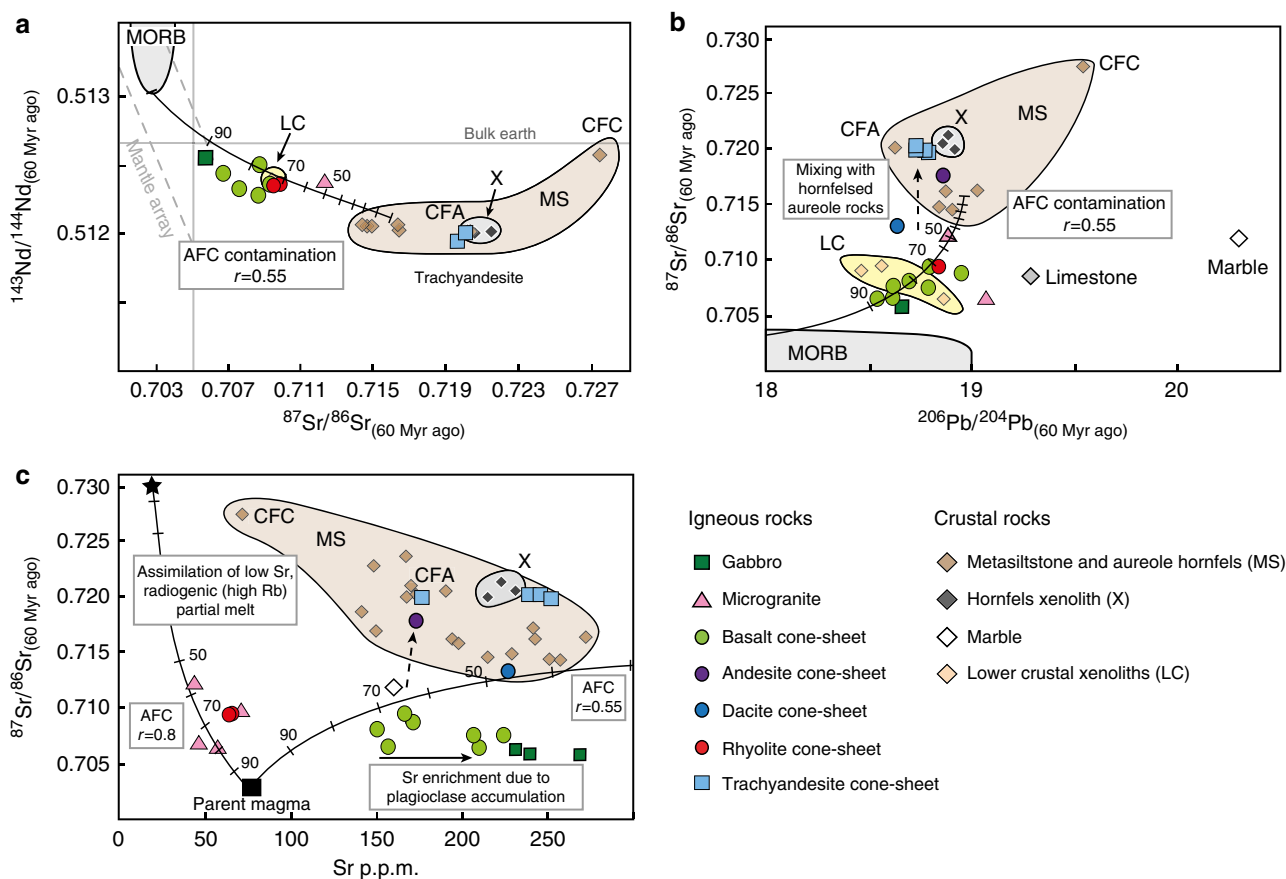 a
MORB
0.513
0.512
143Nd/144Nd(60 Myr ago)
Mantle array
90
LC
70
50
Bulk earth
CFC
X
CFA
MS
AFC contamination
r=0.55
Trachyandesite
0.703 0.707 0.711 0.715 0.719 0.723 0.727
87Sr/86Sr(60 Myr ago)
b
0.730
0.725
0.720
0.715
0.710
0.705
87Sr/86Sr(60 Myr ago)
CFC
MS
X
CFA
Mixing with
hornfelsed
aureole rocks
AFC contamination
r=0.55
50
LC
70
90
Limestone
Marble
MORB
18 19 20
206Pb/204Pb(60 Myr ago)
c
0.730
0.725
0.720
0.715
0.710
0.705
87Sr/86Sr(60 Myr ago)
CFC
MS
X
CFA
Assimilation of low Sr,
radiogenic (high Rb)
partial melt
50
50
70
70
AFC
r=0.8
AFC
r=0.55
90
90
Sr enrichment due to
plagioclase accumulation
Parent magma
0 50 100 150 200 250
Sr p.p.m.
Igneous rocks
Gabbro
Microgranite
Basalt cone-sheet
Andesite cone-sheet
Dacite cone-sheet
Rhyolite cone-sheet
Trachyandesite cone-sheet
Crustal rocks
Metasiltstone and aureole hornfels (MS)
Hornfels xenolith (X)
Marble
Lower crustal xenoliths (LC)